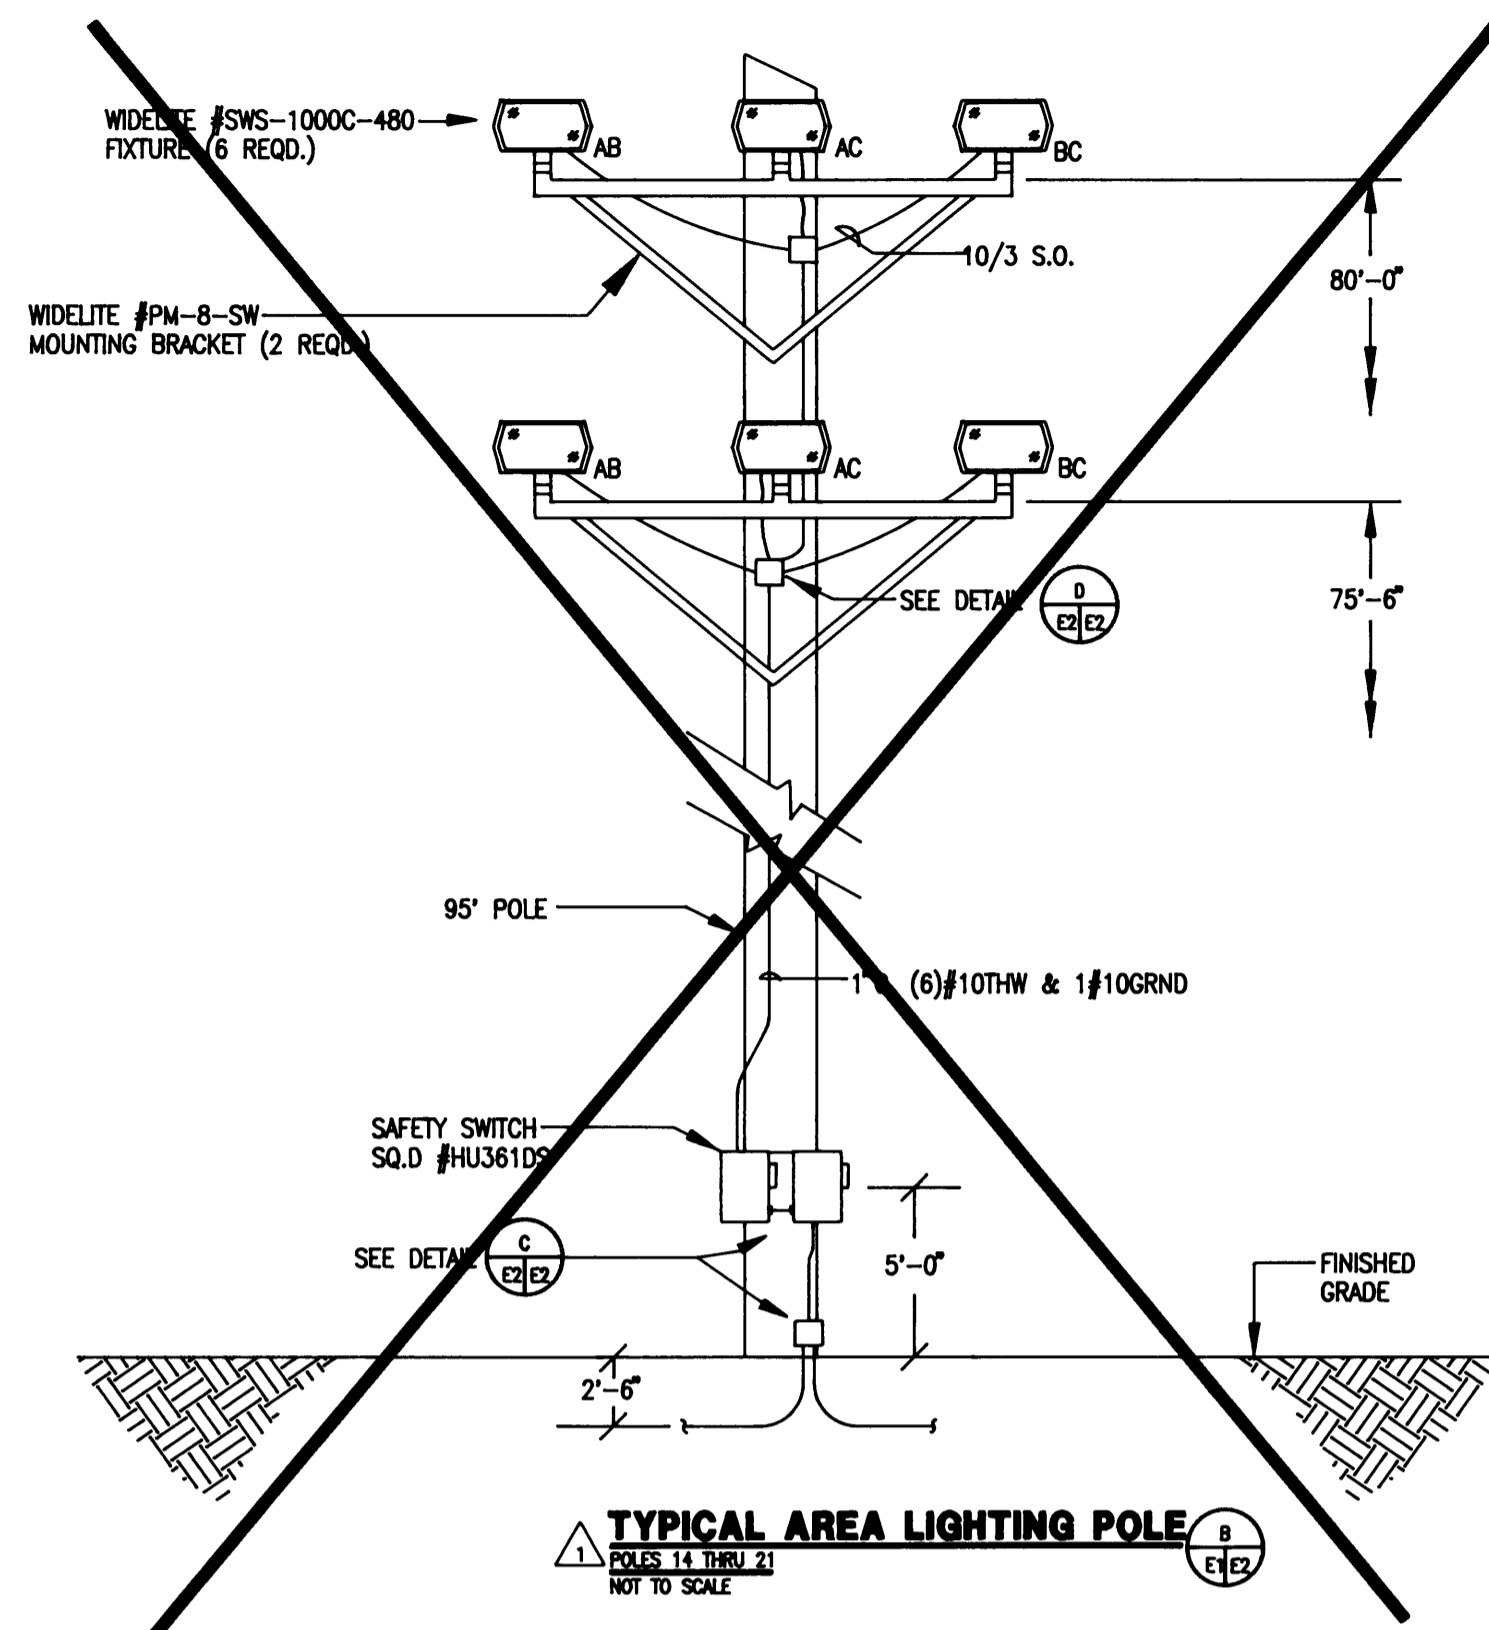 WIDELITE #SWS-1000C-480
FIXTURE (6 REQD.)
AB
AC
BC
10/3 S.O.
80'-0"
WIDELITE #PM-8-SW
MOUNTING BRACKET (2 REQD.)
AB
AC
BC
SEE DETAIL
D
E2 E2
75'-6"
95' POLE
(6)#10THW & 1#10GRND
SAFETY SWITCH
SQ.D #HU361DS
SEE DETAIL
C
E2 E2
5'-0"
FINISHED
GRADE
2'-6"
1
TYPICAL AREA LIGHTING POLE
POLES 14 THRU 21
NOT TO SCALE
B
E1 E2